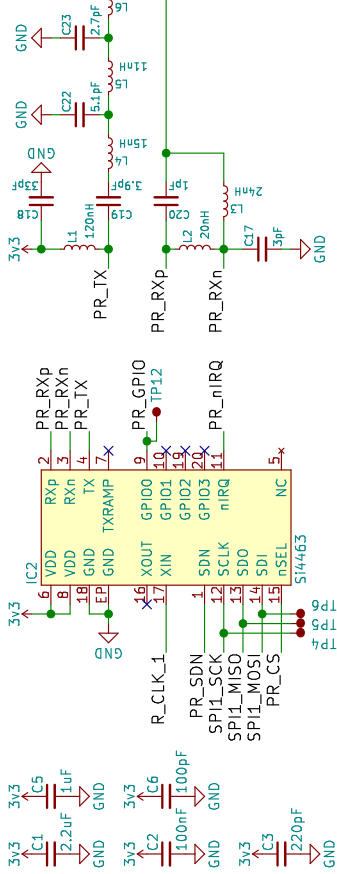 L6
C23
2.7pF
GND
11nH
L5
C22
5.1pF
GND
15nH
L4
GND
33pF
C18
3.9pF
C19
1pF
C20
24nH
L3
3v3
L1
120nH
L2
20nH
C17
3pF
GND
PR_TX
PR_RXp
PR_RXn
PR_RXp
PR_RXn
PR_TX
PR_GPIO
TP12
PR_nIRQ
2
3
4
7
9
10
19
20
11
5
RXp
RXn
TX
TXRAMP
GPIO0
GPIO1
GPIO2
GPIO3
nIRQ
NC
IC2
VDD
VDD
GND
GND
XOUT
XIN
SDN
SCLK
SDO
SDI
nSEL
Si4463
6
8
18
EP
16
17
1
12
13
14
15
3v3
GND
R_CLK_1
PR_SDN
SPI1_SCK
SPI1_MISO
SPI1_MOSI
PR_CS
TP6
TP5
TP4
3v3
C5
1uF
GND
3v3
C6
100pF
GND
3v3
C1
2.2uF
GND
3v3
C2
100nF
GND
3v3
C3
220pF
GND